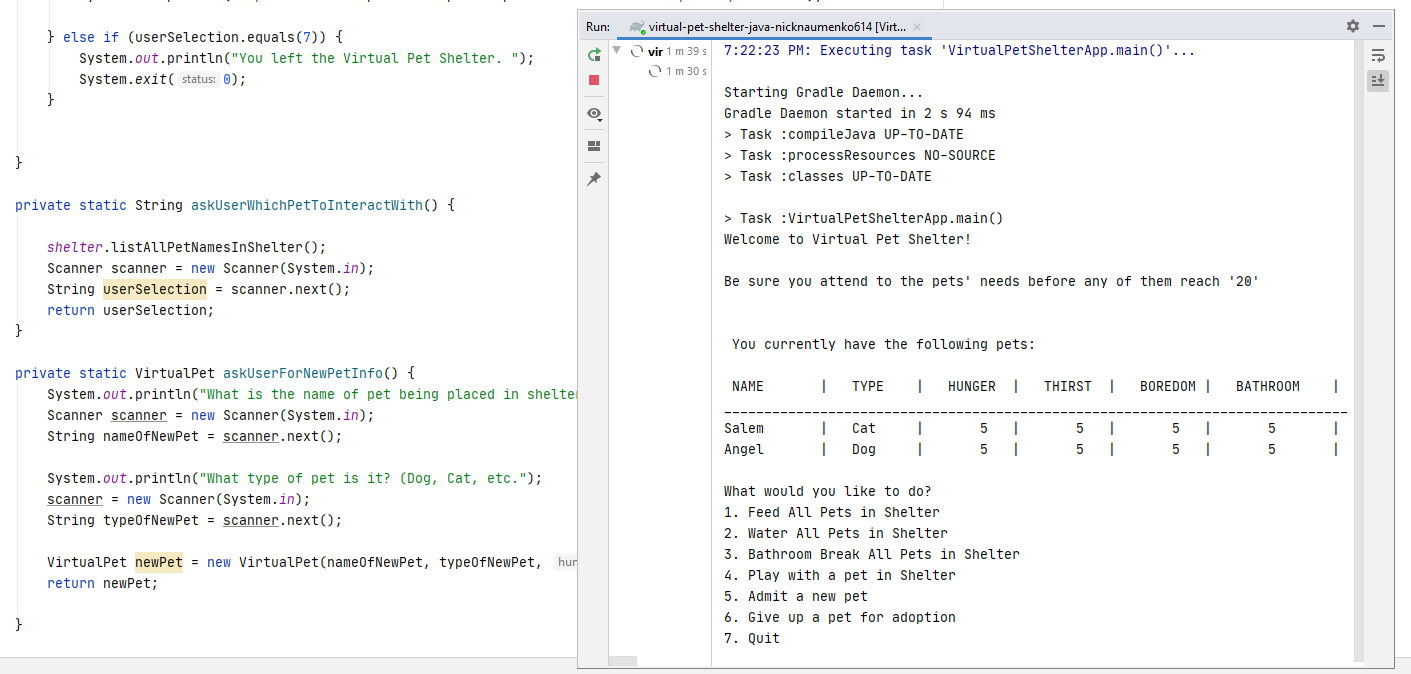 } else if (userSelection.equals(7)) {
System.out.println("You left the Virtual Pet Shelter. ");
System.exit( status: 0);
}
}
private static String askUserWhichPetToInteractWith() {
shelter.listAllPetNamesInShelter();
Scanner scanner = new Scanner(System.in);
String userSelection = scanner.next();
return userSelection;
}
private static VirtualPet askUserForNewPetInfo() {
System.out.println("What is the name of pet being placed in shelter
Scanner scanner = new Scanner(System.in);
String nameOfNewPet = scanner.next();
System.out.println("What type of pet is it? (Dog, Cat, etc.");
scanner = new Scanner(System.in);
String typeOfNewPet = scanner.next();
VirtualPet newPet = new VirtualPet(nameOfNewPet, typeOfNewPet, hun
return newPet;
}
Run: virtual-pet-shelter-java-nicknaumenko614 [Virt...
vir 1 m 39 s
1 m 30 s
7:22:23 PM: Executing task 'VirtualPetShelterApp.main()'...
Starting Gradle Daemon...
Gradle Daemon started in 2 s 94 ms
> Task :compileJava UP-TO-DATE
> Task :processResources NO-SOURCE
> Task :classes UP-TO-DATE
> Task :VirtualPetShelterApp.main()
Welcome to Virtual Pet Shelter!
Be sure you attend to the pets' needs before any of them reach '20'
You currently have the following pets:
NAME | TYPE | HUNGER | THIRST | BOREDOM | BATHROOM |
------------------------------------------------------------------------------
Salem | Cat | 5 | 5 | 5 | 5 |
Angel | Dog | 5 | 5 | 5 | 5 |
What would you like to do?
1. Feed All Pets in Shelter
2. Water All Pets in Shelter
3. Bathroom Break All Pets in Shelter
4. Play with a pet in Shelter
5. Admit a new pet
6. Give up a pet for adoption
7. Quit